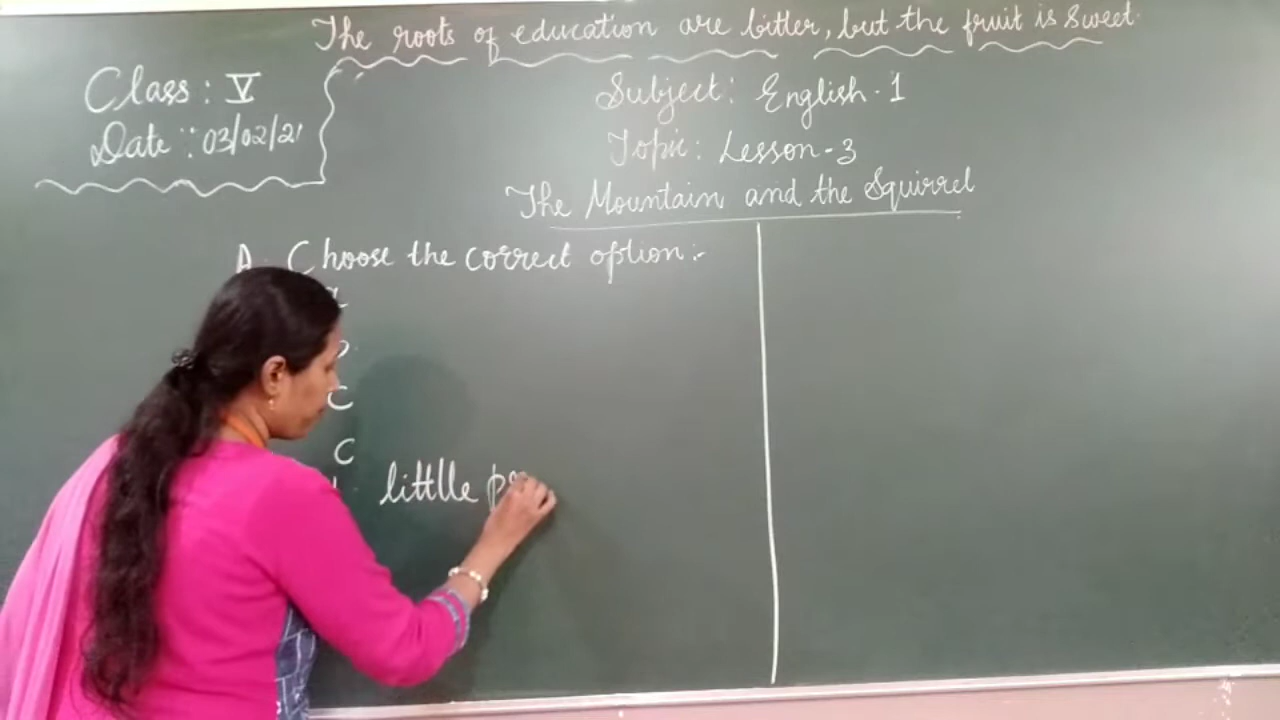 The roots of education are bitter, but the fruit is sweet.
Class : V
Date : 03/02/21
Subject : English - 1
Topic : Lesson - 3
The Mountain and the Squirrel
A. Choose the correct option :-
C
C
littlle